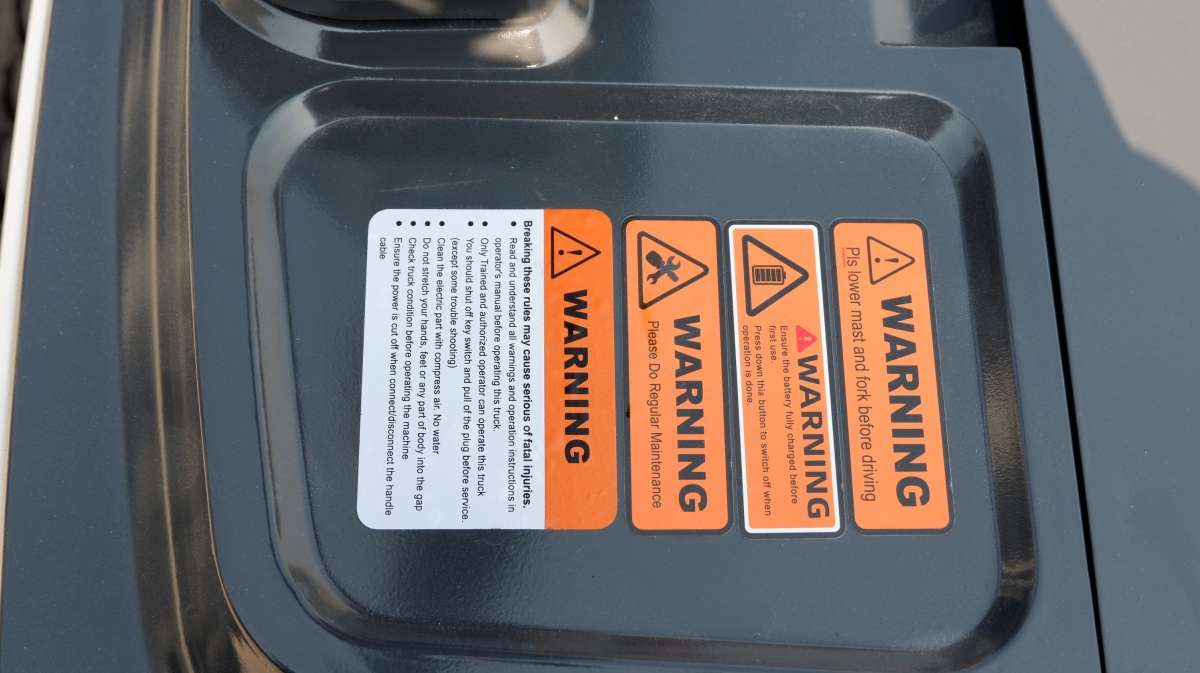 WARNING
Pls lower mast and fork before driving
WARNING
Ensure the battery fully charged before
first use.
Press down this button to switch off when
operation is done.
WARNING
Please Do Regular Maintenance
WARNING
Breaking these rules may cause serious of fatal injuries.
• Read and understand all warnings and operation instructions in
operator's manual before operating this truck.
• Only Trained and authorized operator can operate this truck
• You should shut off key switch and pull of the plug before service.
(except some trouble shooting)
• Clean the electric part with compress air. No water
• Do not stretch your hands, feet or any part of body into the gap
• Check truck condition before operating the machine
• Ensure the power is cut off when connect/disconnect the handle
cable